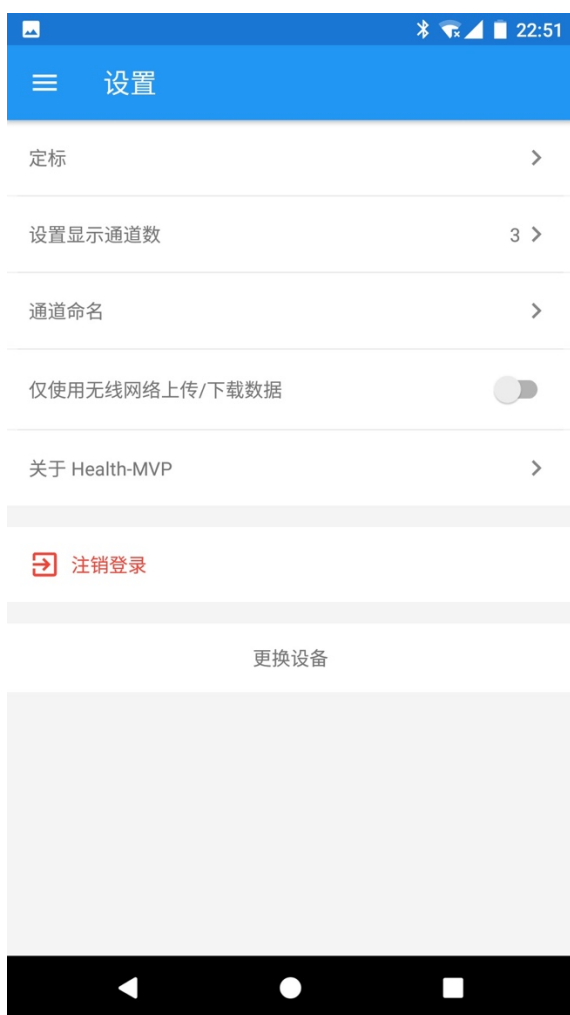 22:51
设置
定标
设置显示通道数 3
通道命名
仅使用无线网络上传/下载数据
关于 Health-MVP
注销登录
更换设备